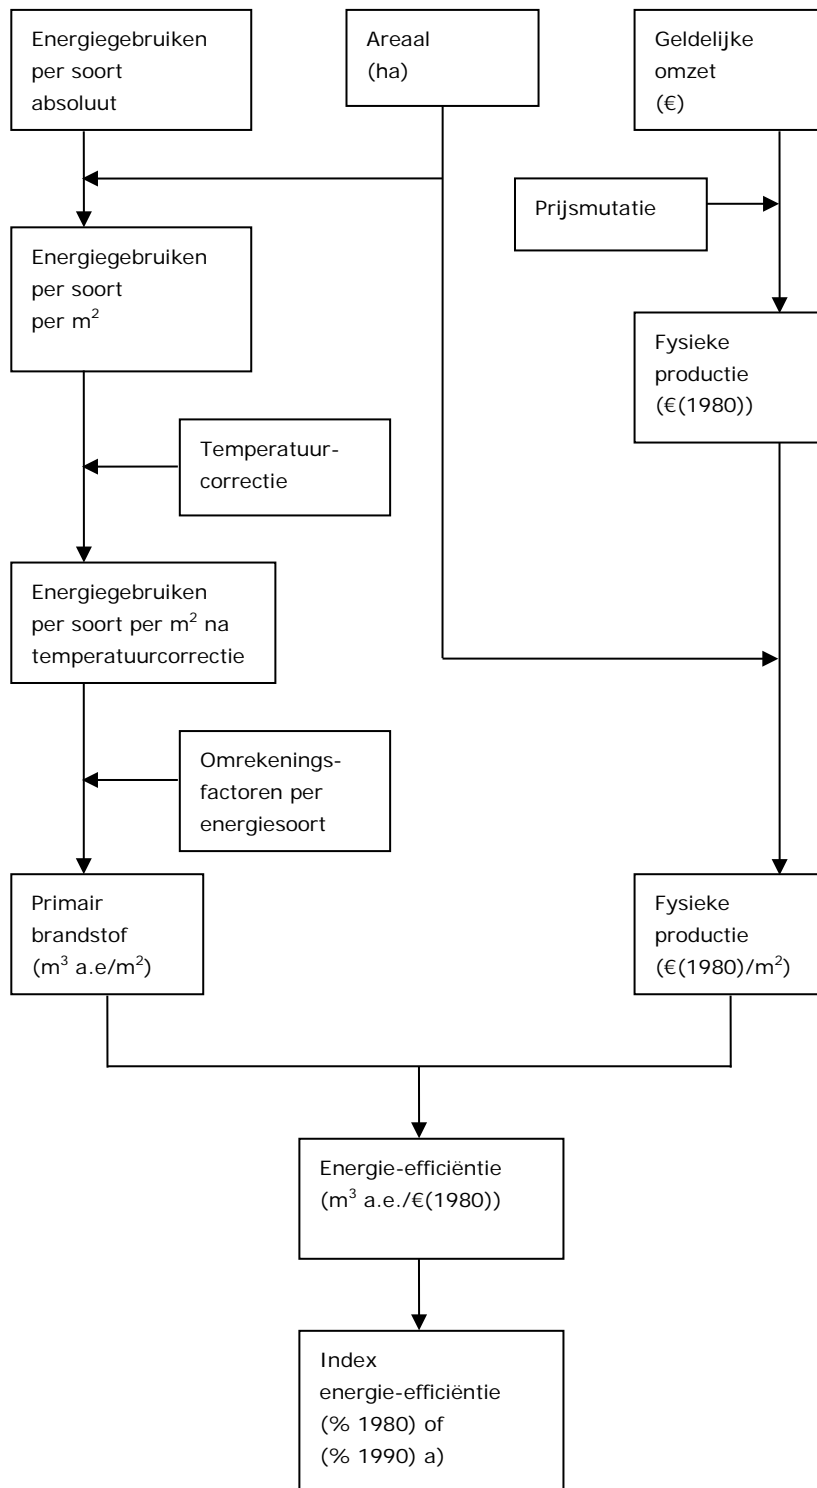 Energiegebruiken
per soort
absoluut
Areaal
(ha)
Geldelijke
omzet
(€)
Prijsmutatie
Energiegebruiken
per soort
per m²
Fysieke
productie
(€(1980))
Temperatuur-
correctie
Energiegebruiken
per soort per m² na
temperatuurcorrectie
Omrekenings-
factoren per
energiesoort
Primair
brandstof
(m³ a.e/m²)
Fysieke
productie
(€(1980)/m²)
Energie-efficiëntie
(m³ a.e./€(1980))
Index
energie-efficiëntie
(% 1980) of
(% 1990) a)